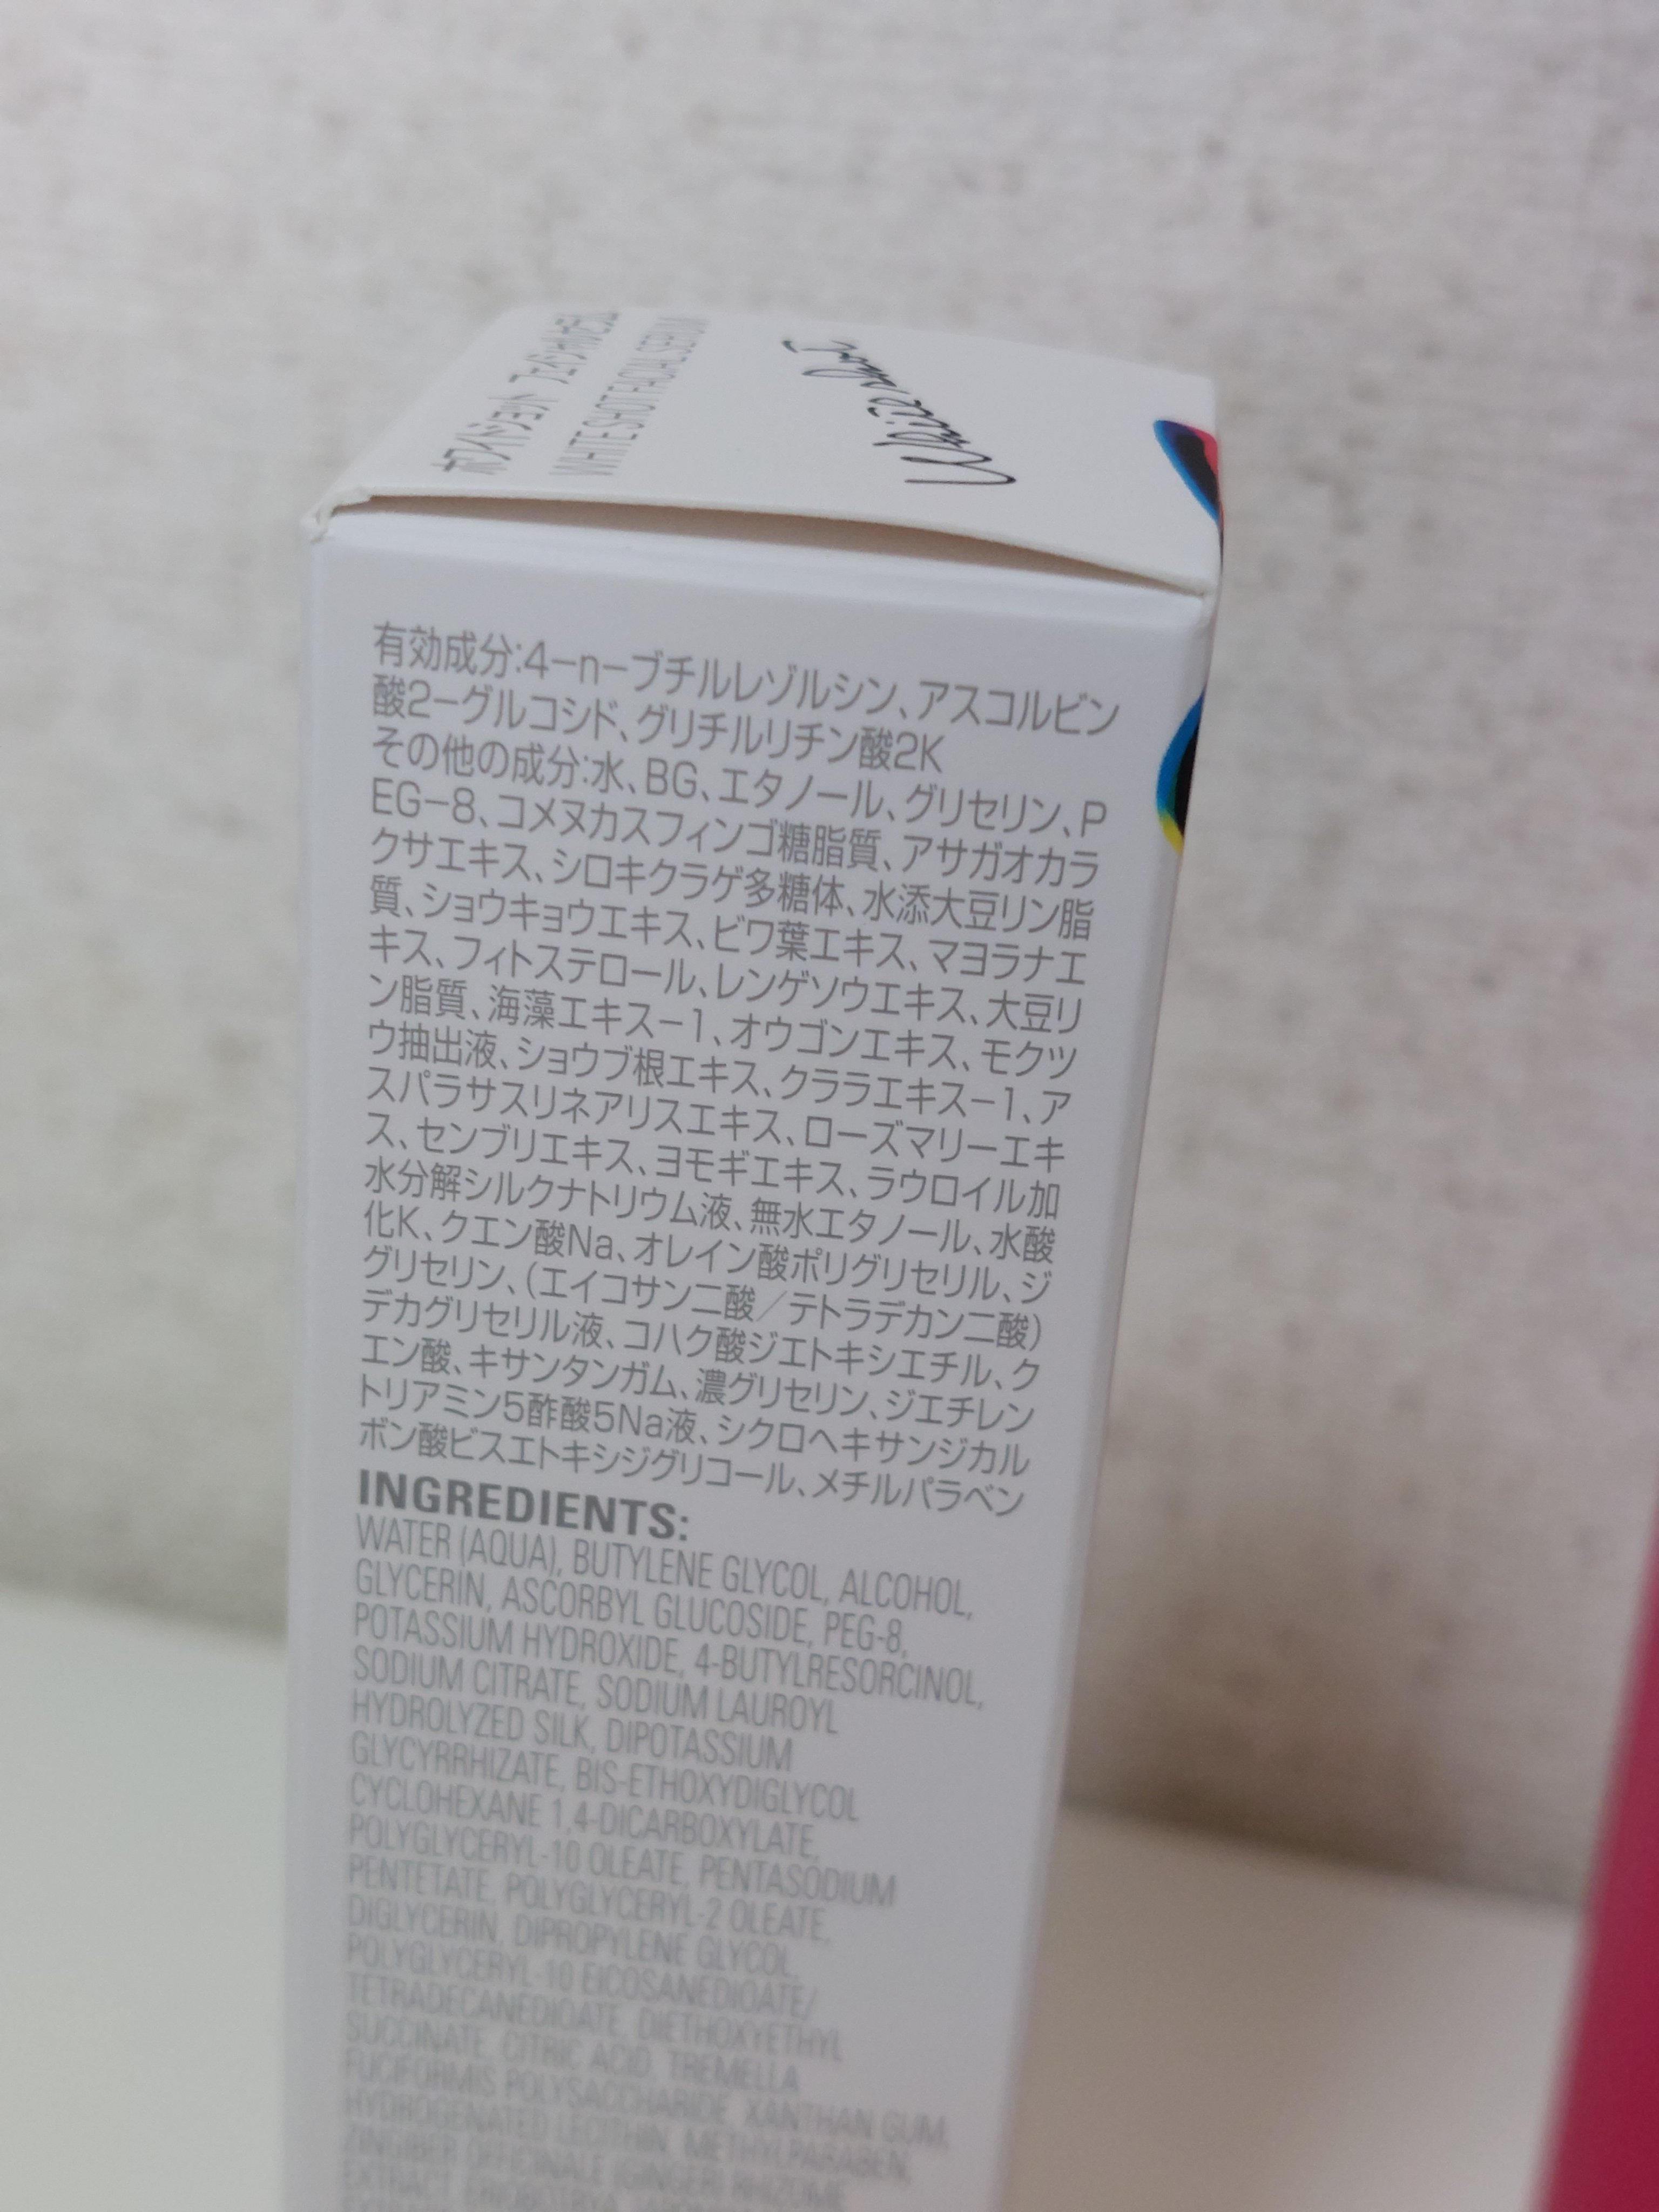 WHITE SHOT FACIAL SERUM
有効成分:4−n−ブチルレゾルシン、アスコルビン
酸2−グルコシド、グリチルリチン酸2K
その他の成分:水、BG、エタノール、グリセリン、P
EG−8、コメヌカスフィンゴ糖脂質、アサガオカラ
クサエキス、シロキクラゲ多糖体、水添大豆リン脂
質、ショウキョウエキス、ビワ葉エキス、マヨラナエ
キス、フィトステロール、レンゲソウエキス、大豆リ
ン脂質、海藻エキス−1、オウゴンエキス、モクツ
ウ抽出液、ショウブ根エキス、クララエキス−1、ア
スパラサスリネアリスエキス、ローズマリーエキ
ス、センブリエキス、ヨモギエキス、ラウロイル加
水分解シルクナトリウム液、無水エタノール、水酸
化K、クエン酸Na、オレイン酸ポリグリセリル、ジ
グリセリン、(エイコサン二酸/テトラデカン二酸)
デカグリセリル液、コハク酸ジエトキシエチル、ク
エン酸、キサンタンガム、濃グリセリン、ジエチレン
トリアミン5酢酸5Na液、シクロヘキサンジカル
ボン酸ビスエトキシジグリコール、メチルパラベン
INGREDIENTS:
WATER (AQUA), BUTYLENE GLYCOL, ALCOHOL,
GLYCERIN, ASCORBYL GLUCOSIDE, PEG-8,
POTASSIUM HYDROXIDE, 4-BUTYLRESORCINOL,
SODIUM CITRATE, SODIUM LAUROYL
HYDROLYZED SILK, DIPOTASSIUM
GLYCYRRHIZATE, BIS-ETHOXYDIGLYCOL
CYCLOHEXANE 1,4-DICARBOXYLATE,
POLYGLYCERYL-10 OLEATE, PENTASODIUM
PENTETATE, POLYGLYCERYL-2 OLEATE,
DIGLYCERIN, DIPROPYLENE GLYCOL,
POLYGLYCERYL-10 EICOSANEDIOATE/
TETRADECANEDIOATE, DIETHOXYETHYL
SUCCINATE, CITRIC ACID, TREMELLA
FUCIFORMIS POLYSACCHARIDE, XANTHAN GUM,
HYDROGENATED LECITHIN, METHYLPARABEN,
ZINGIBER OFFICINALE (GINGER) RHIZOME
EXTRACT, ERIOBOTRYA